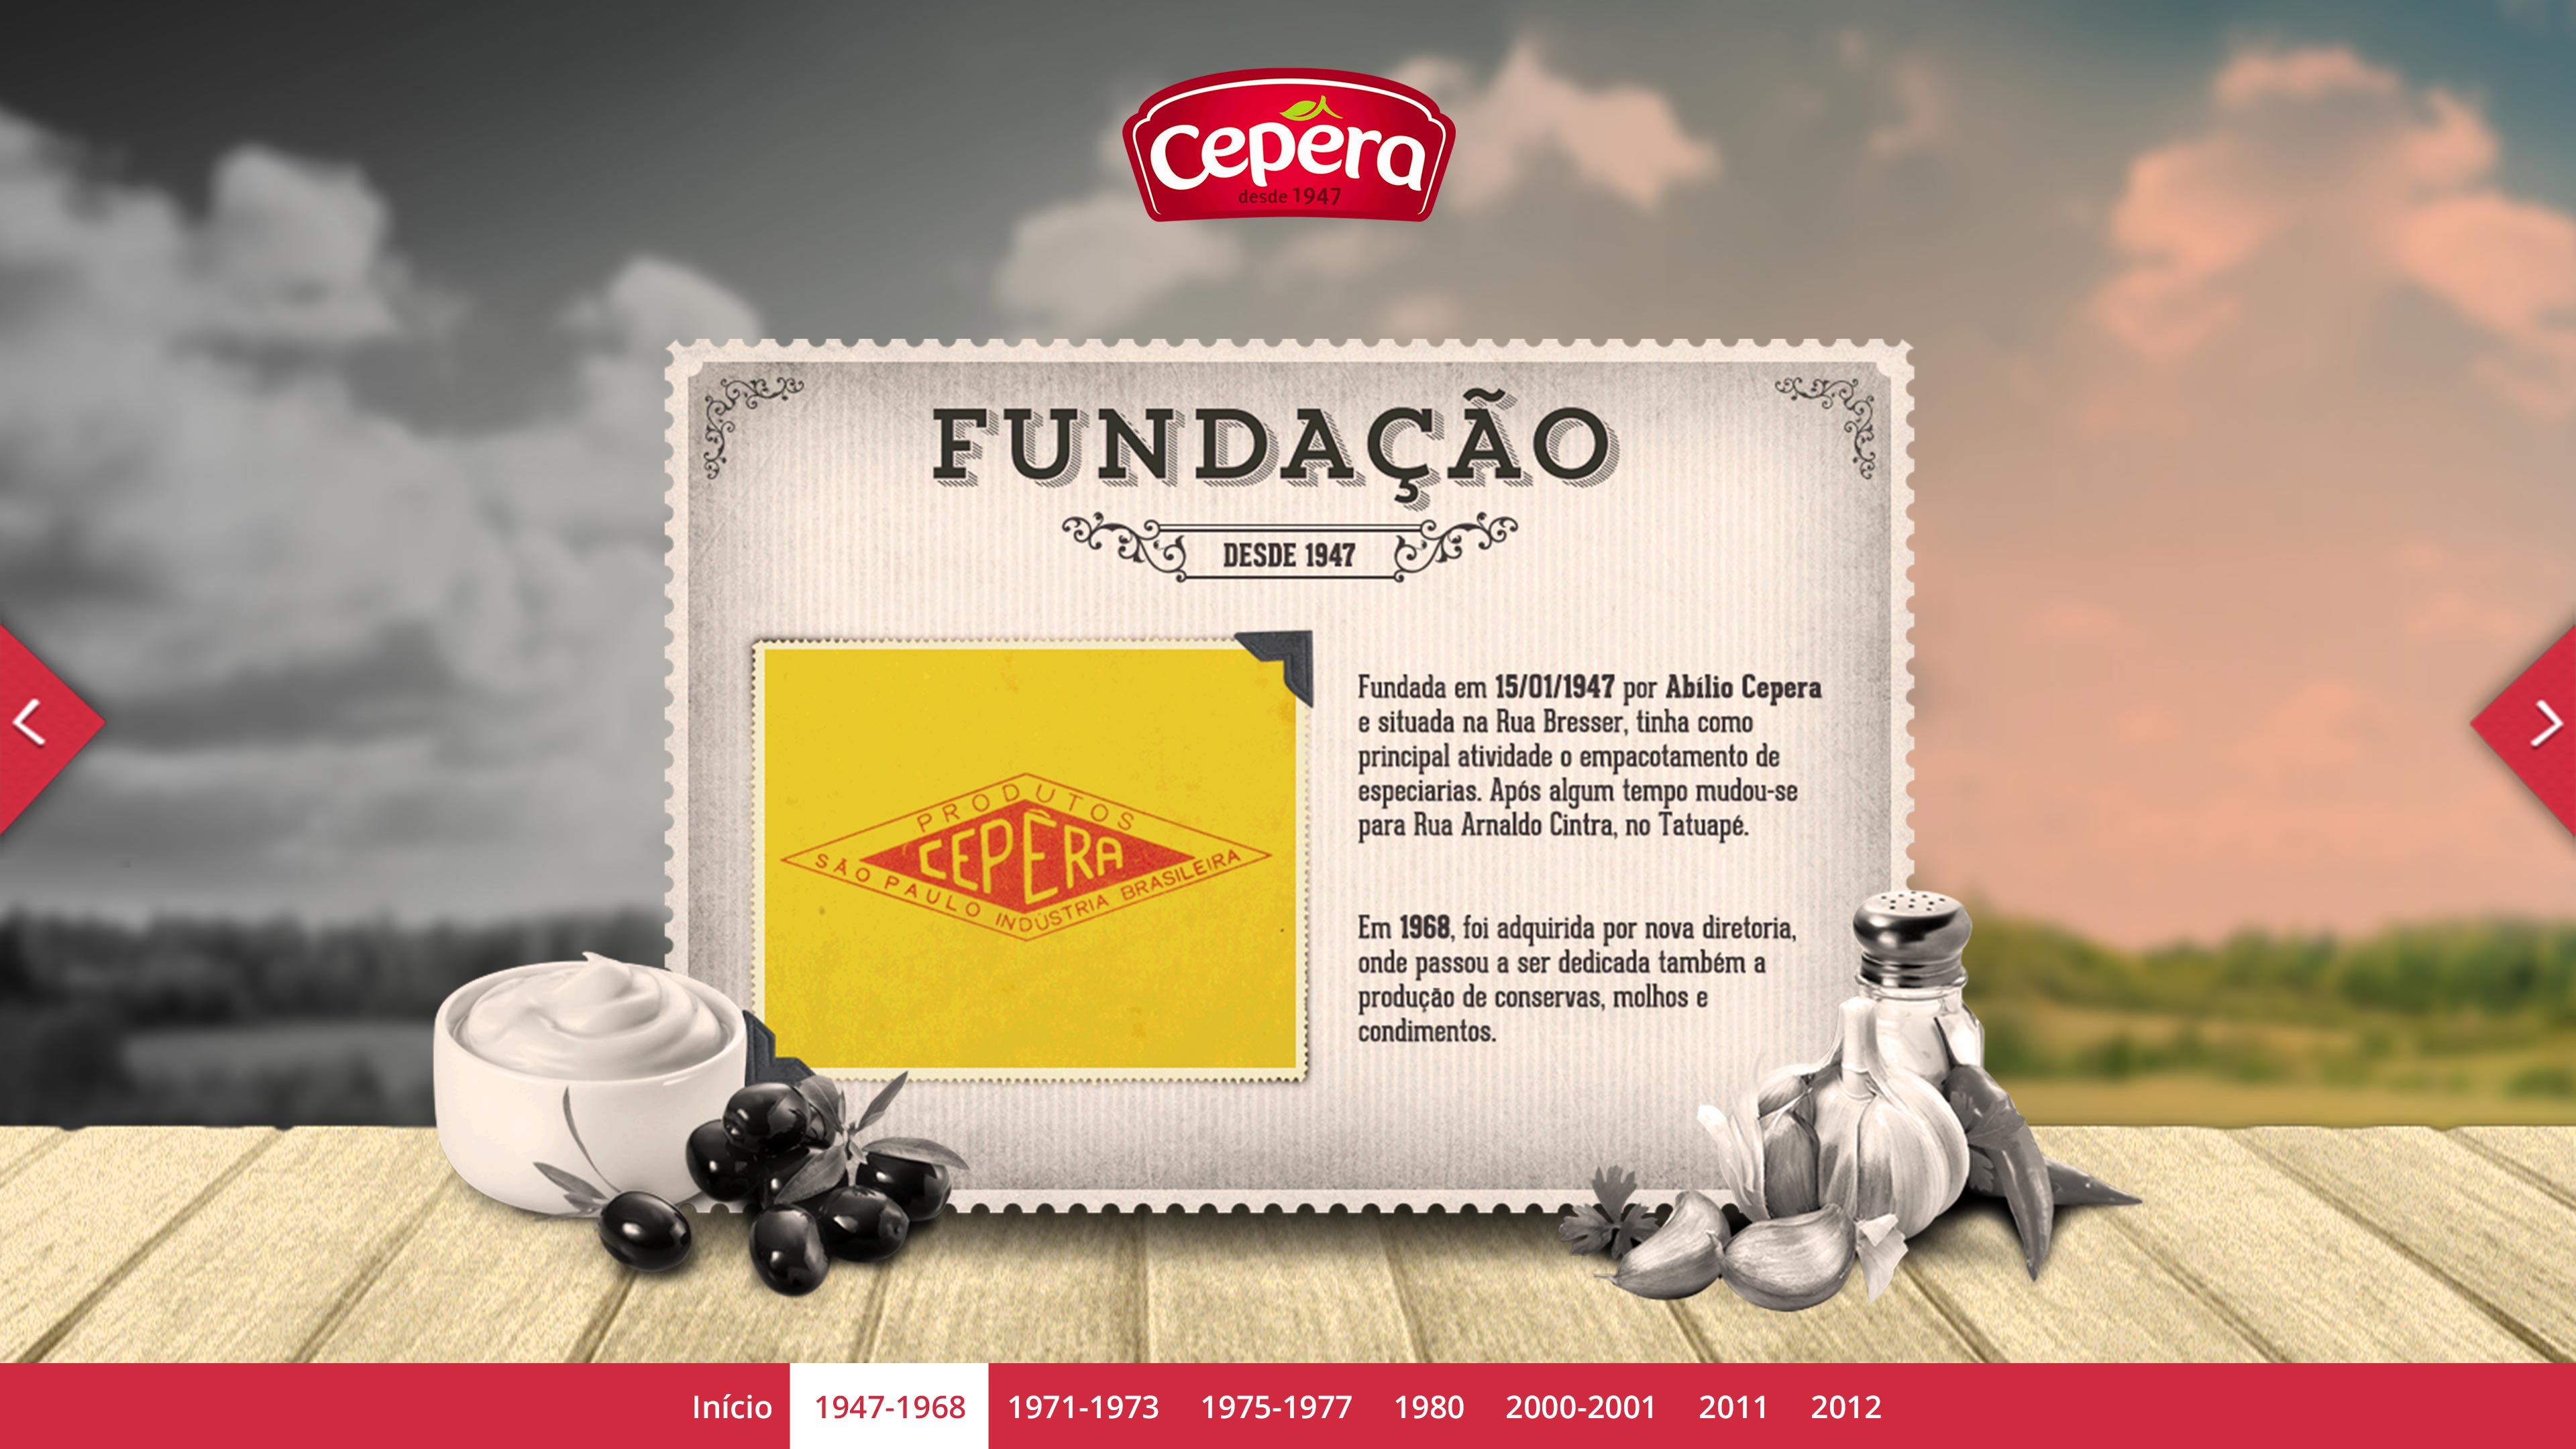 Cepêra
desde 1947
FUNDAÇÃO
DESDE 1947
PRODUTOS
CEPÊRA
SÃO PAULO INDÚSTRIA BRASILEIRA
Fundada em 15/01/1947 por Abílio Cepera
e situada na Rua Bresser, tinha como
principal atividade o empacotamento de
especiarias. Após algum tempo mudou-se
para Rua Arnaldo Cintra, no Tatuapé.
Em 1968, foi adquirida por nova diretoria,
onde passou a ser dedicada também a
produção de conservas, molhos e
condimentos.
Início 1947-1968 1971-1973 1975-1977 1980 2000-2001 2011 2012